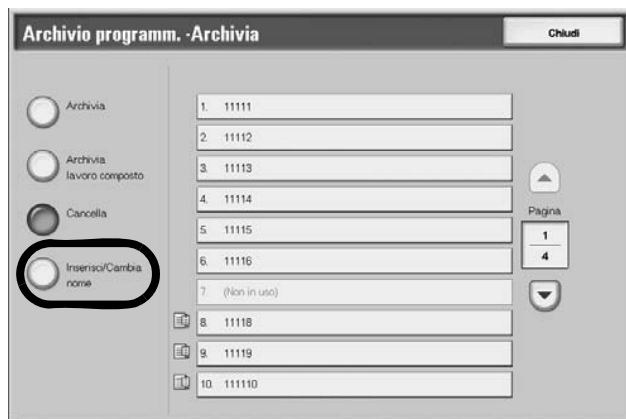 Archivio programm. -Archivia
Chiudi
Archivia
Archivia
lavoro composto
Cancella
Inserisci/Cambia
nome
1. 11111
2. 11112
3. 11113
4. 11114
5. 11115
6. 11116
7. (Non in uso)
8. 11118
9. 11119
10. 111110
Pagina
1
4